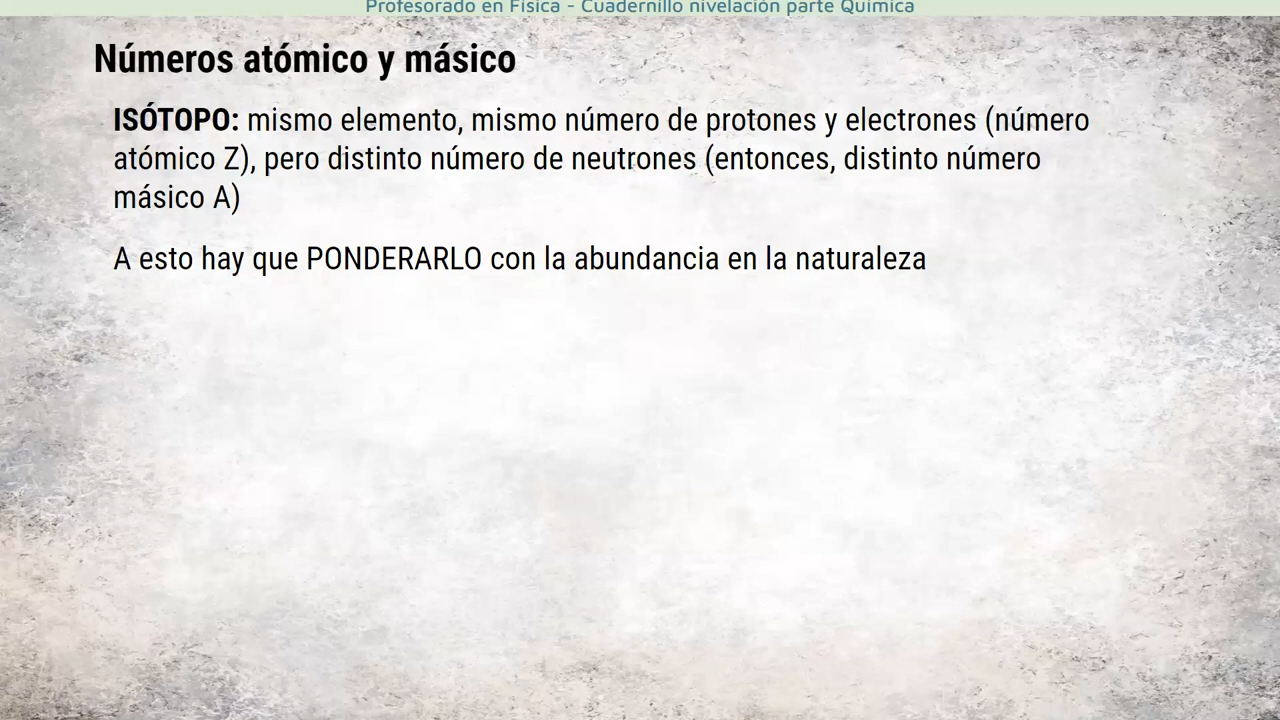 Profesorado en Física - Cuadernillo nivelación parte Química
Números atómico y másico
ISÓTOPO: mismo elemento, mismo número de protones y electrones (número
atómico Z), pero distinto número de neutrones (entonces, distinto número
másico A)
A esto hay que PONDERARLO con la abundancia en la naturaleza